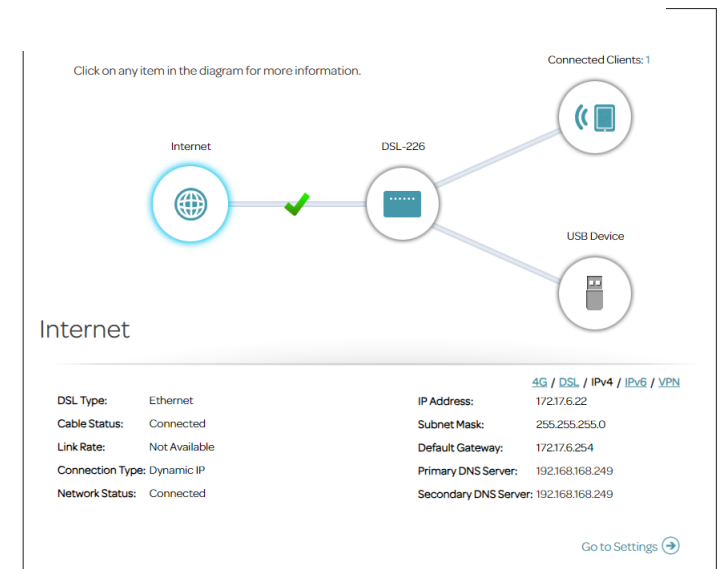 Connected Clients: 1
Click on any item in the diagram for more information.
Internet
DSL-226
USB Device
Internet
4G / DSL / IPv4 / IPv6 / VPN
DSL Type: Ethernet
IP Address: 172.17.6.22
Cable Status: Connected
Subnet Mask: 255.255.255.0
Link Rate: Not Available
Default Gateway: 172.17.6.254
Connection Type: Dynamic IP
Primary DNS Server: 192.168.168.249
Network Status: Connected
Secondary DNS Server: 192.168.168.249
Go to Settings